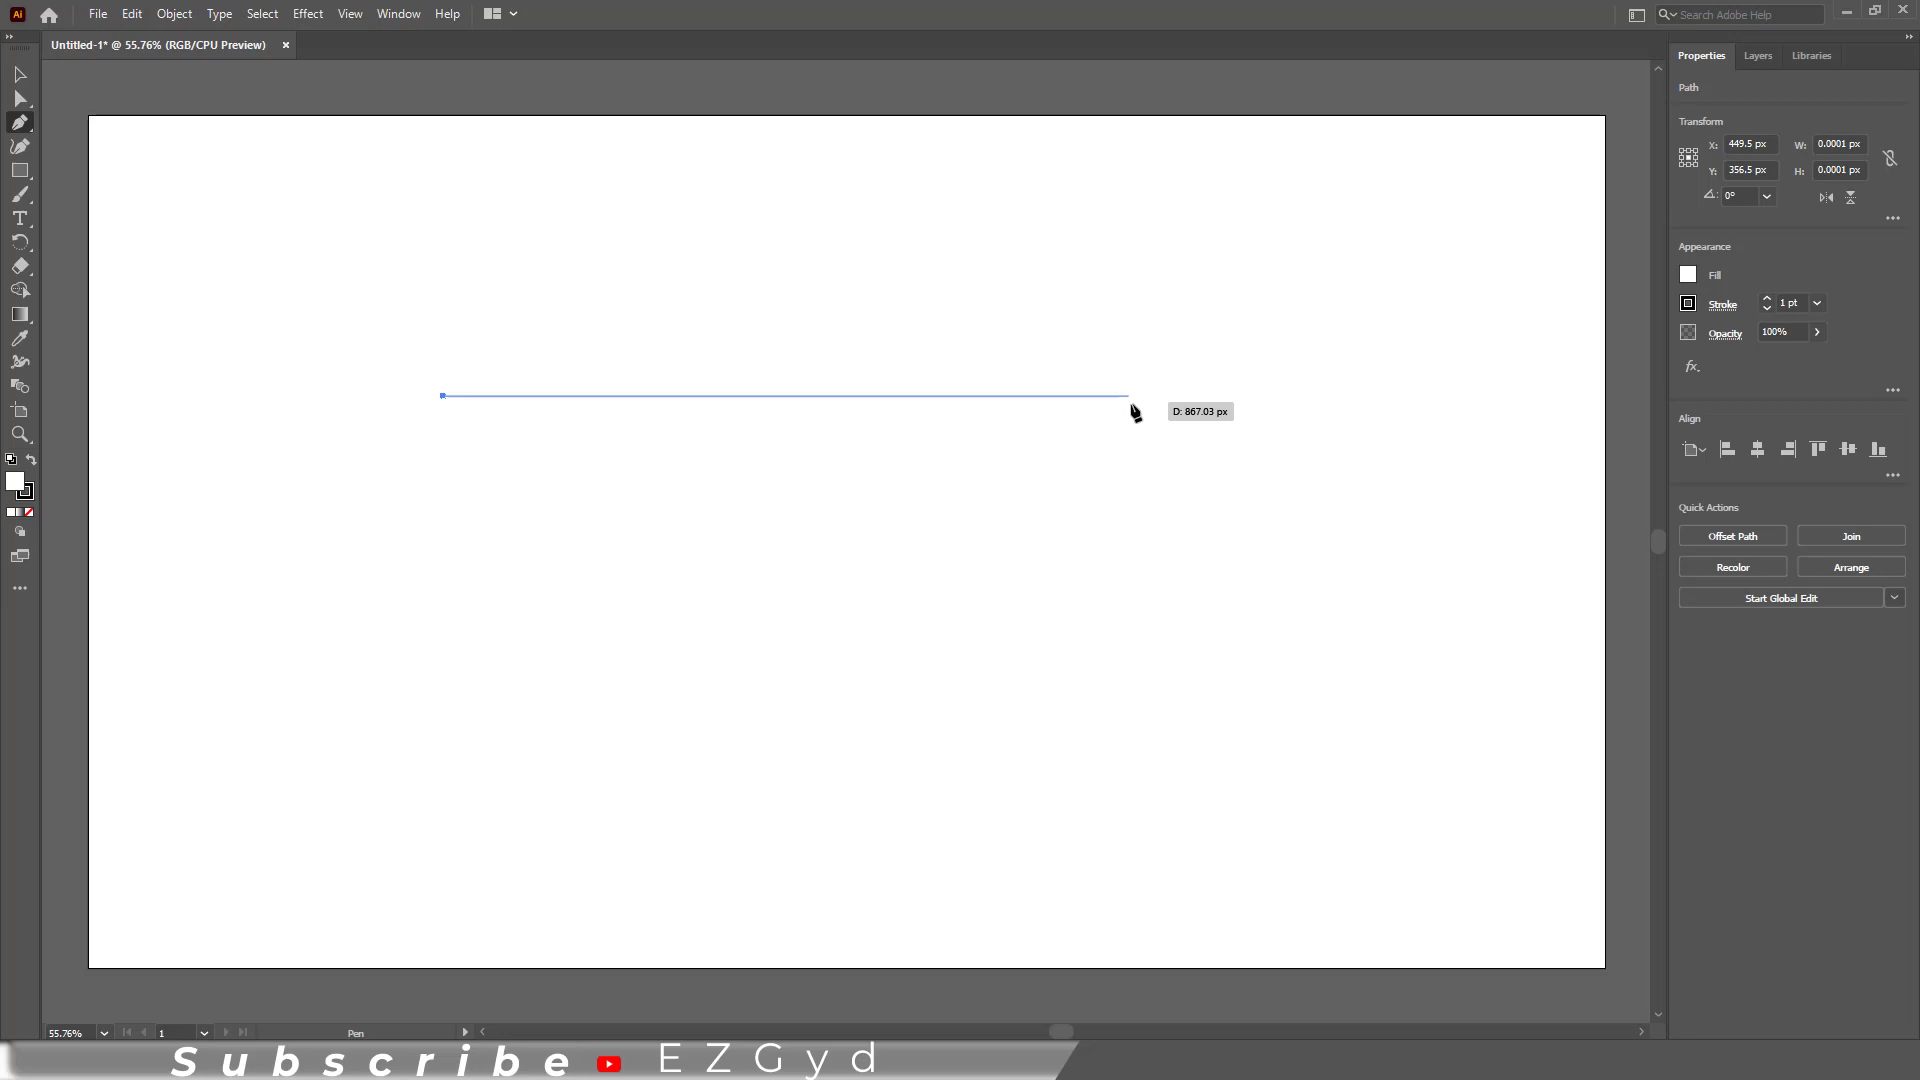 Ai File Edit Object Type Select Effect View Window Help Search Adobe Help
Untitled-1* @ 55.76% (RGB/CPU Preview) ×
Properties Layers Libraries
Path
Transform
X: 449.5 px W: 0.0001 px
Y: 356.5 px H: 0.0001 px
0°
Appearance
Fill
Stroke 1 pt
Opacity 100%
fx.
D: 867.03 px
Align
Quick Actions
Offset Path Join
Recolor Arrange
Start Global Edit
55.76% 1 Pen
Subscribe EZGyd